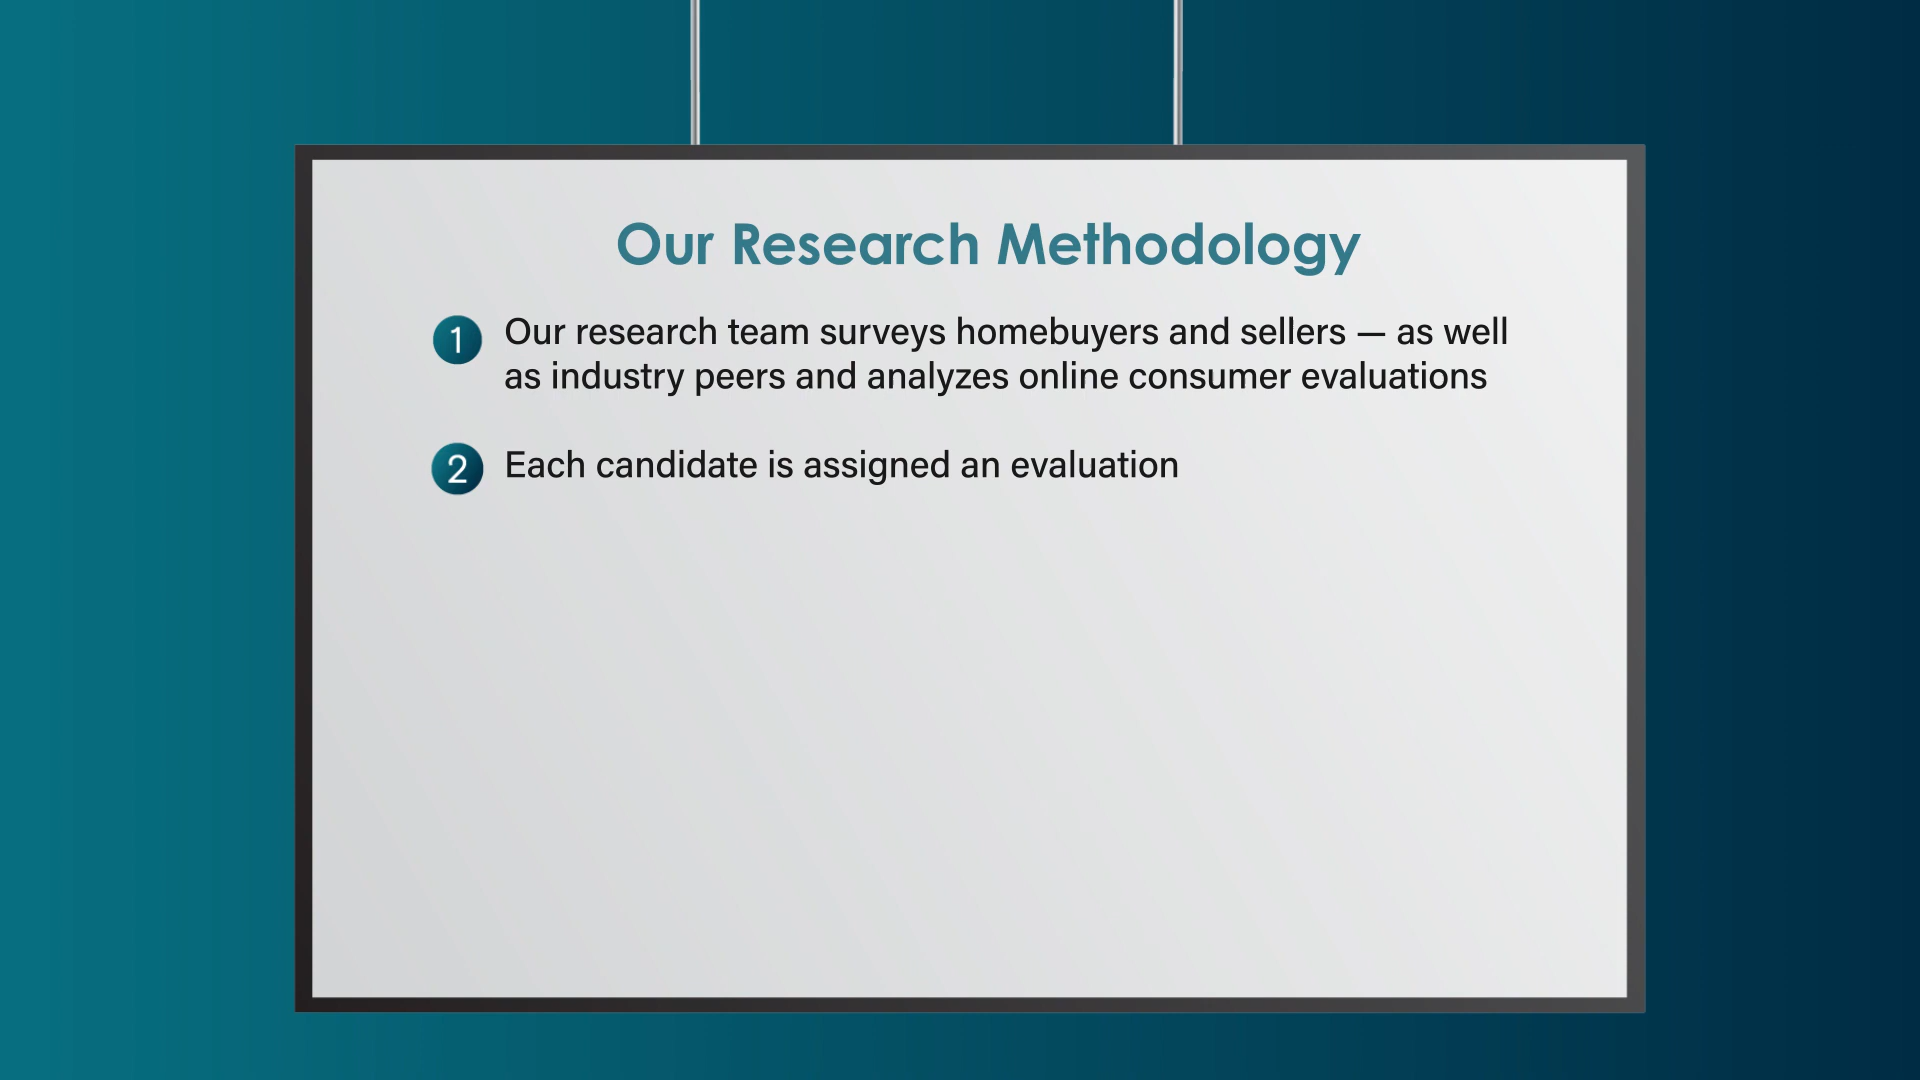 Our Research Methodology
1 Our research team surveys homebuyers and sellers — as well
as industry peers and analyzes online consumer evaluations
2 Each candidate is assigned an evaluation